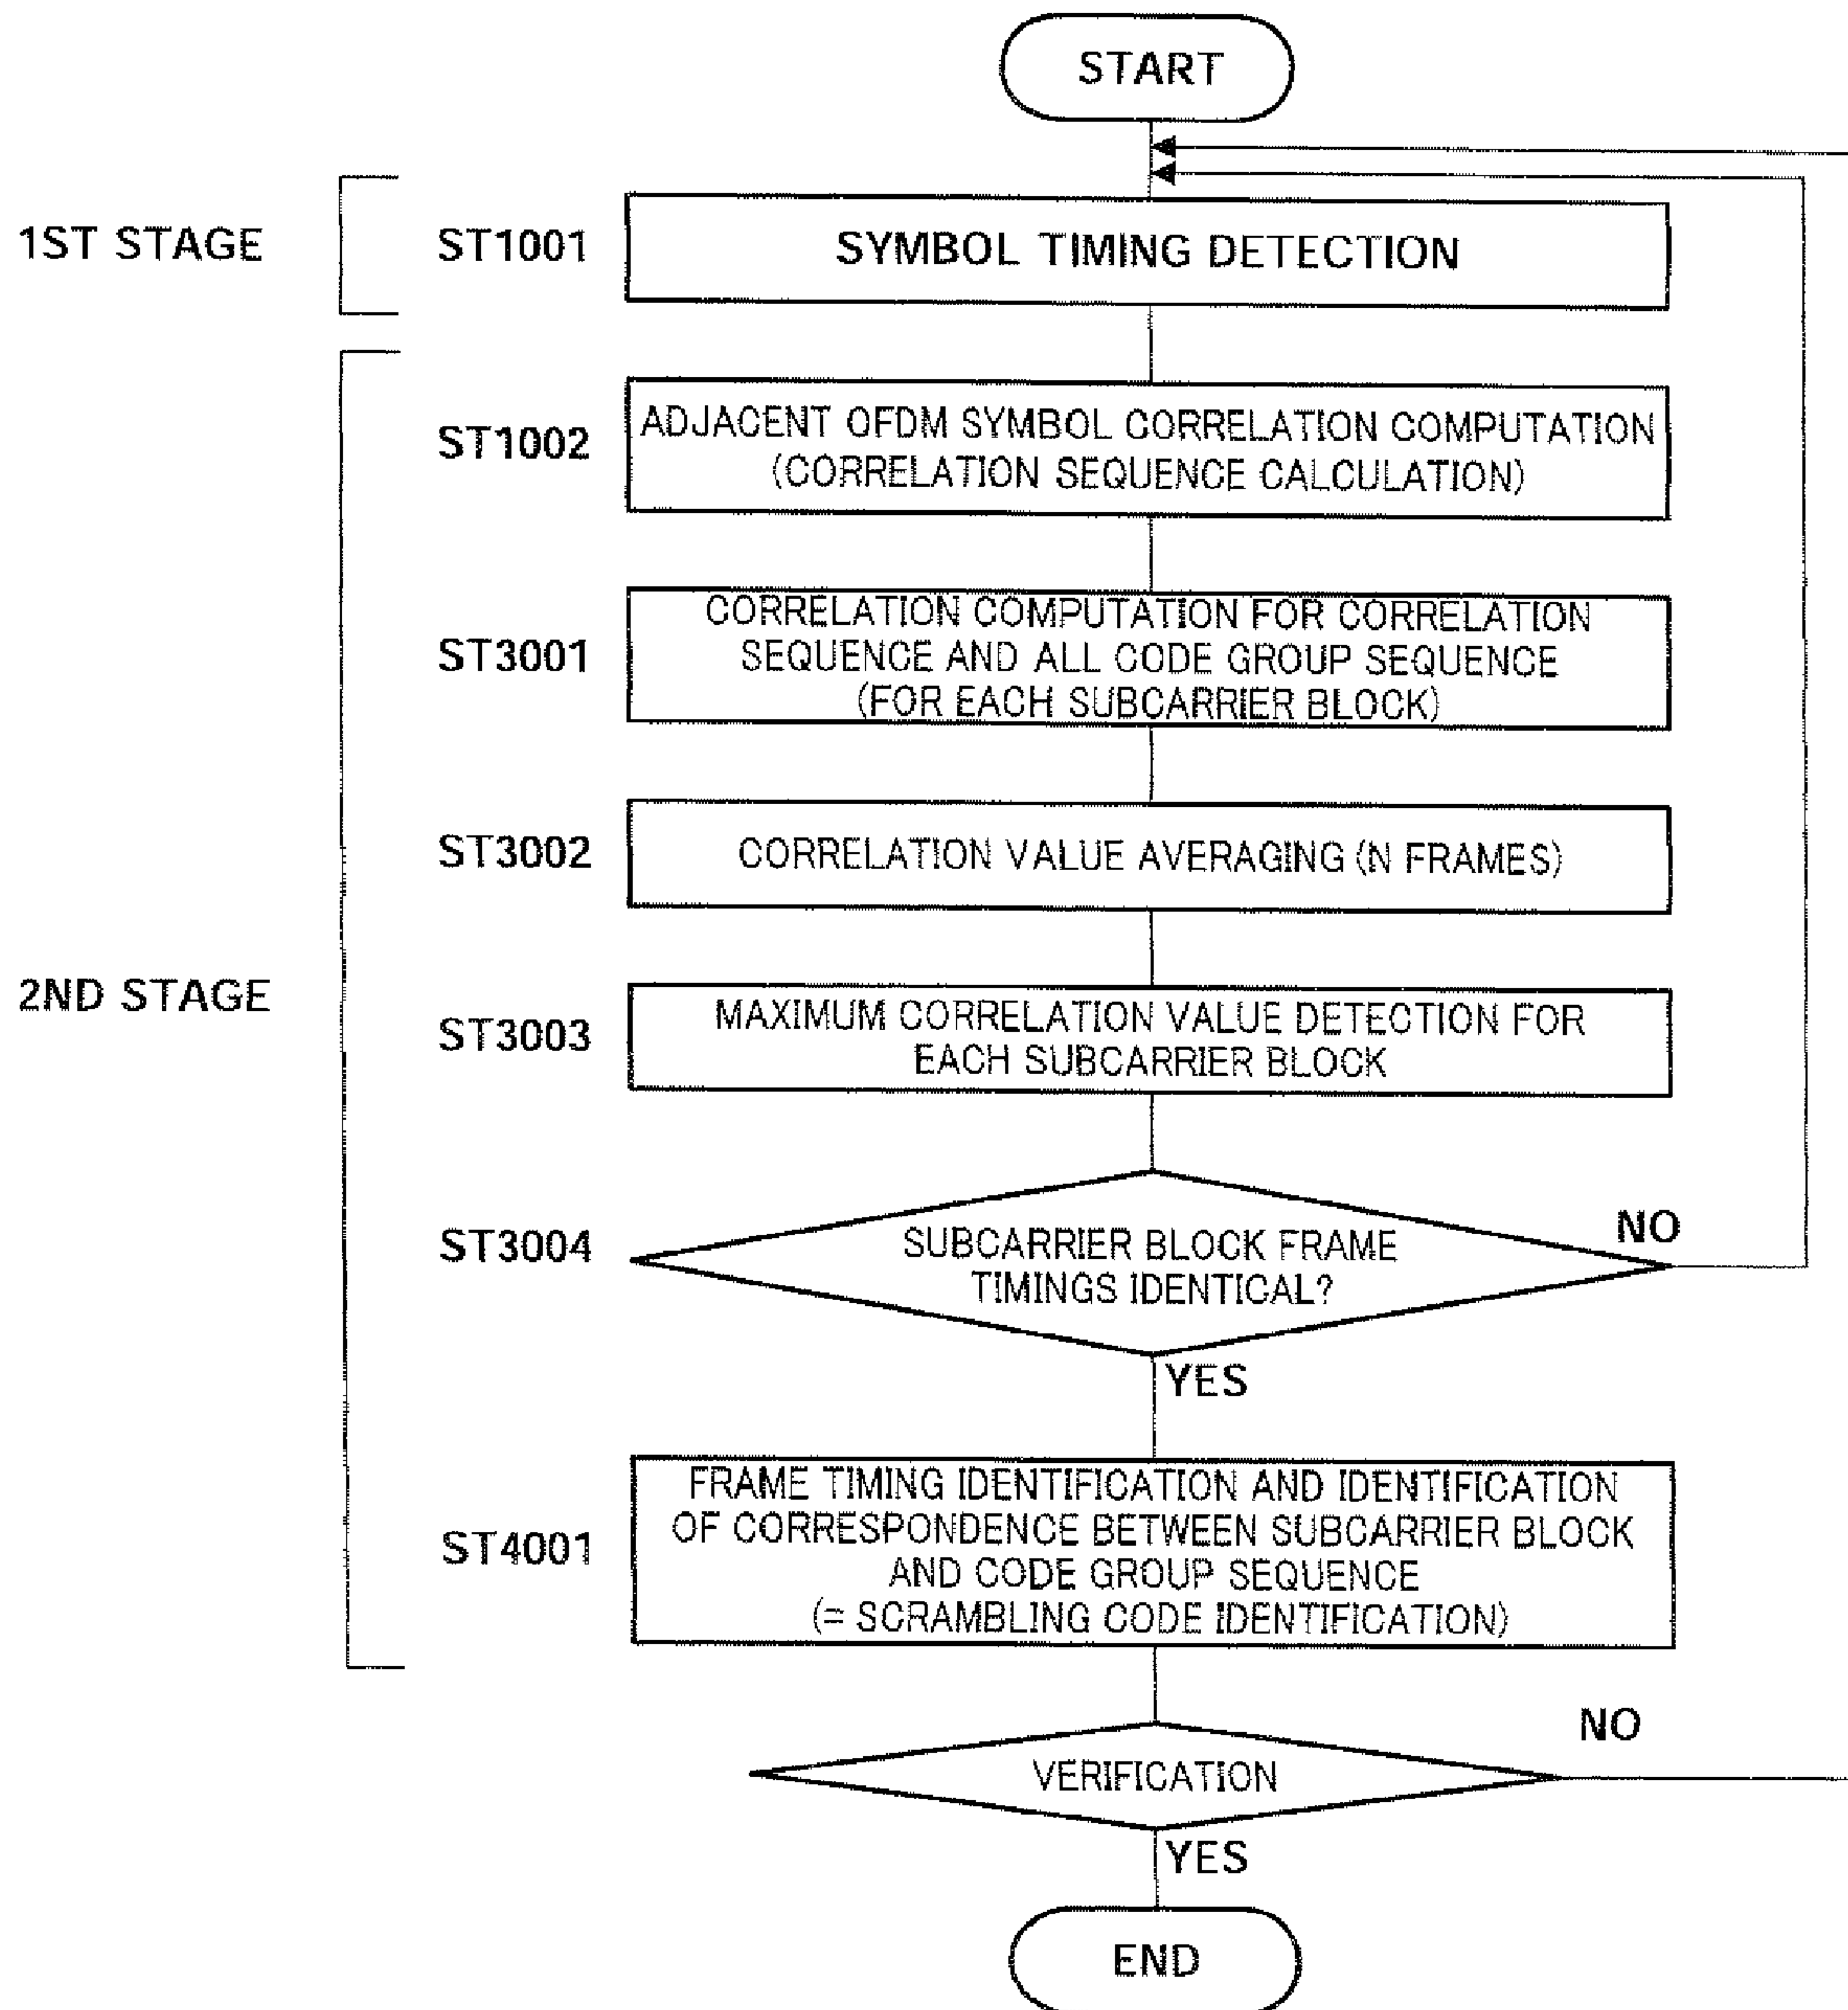 START
1ST STAGE
ST1001
SYMBOL TIMING DETECTION
2ND STAGE
ST1002
ADJACENT OFDM SYMBOL CORRELATION COMPUTATION
(CORRELATION SEQUENCE CALCULATION)
ST3001
CORRELATION COMPUTATION FOR CORRELATION
SEQUENCE AND ALL CODE GROUP SEQUENCE
(FOR EACH SUBCARRIER BLOCK)
ST3002
CORRELATION VALUE AVERAGING (N FRAMES)
ST3003
MAXIMUM CORRELATION VALUE DETECTION FOR
EACH SUBCARRIER BLOCK
ST3004
SUBCARRIER BLOCK FRAME
TIMINGS IDENTICAL?
NO
YES
ST4001
FRAME TIMING IDENTIFICATION AND IDENTIFICATION
OF CORRESPONDENCE BETWEEN SUBCARRIER BLOCK
AND CODE GROUP SEQUENCE
(= SCRAMBLING CODE IDENTIFICATION)
VERIFICATION
NO
YES
END